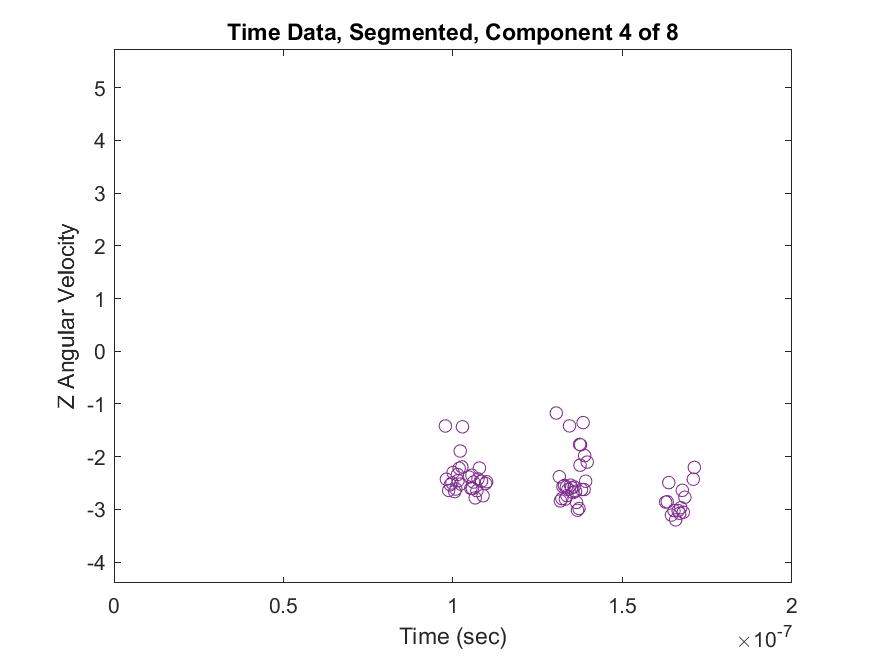 Time Data, Segmented, Component 4 of 8
5
4
3
2
1
0
-1
-2
-3
-4
Z Angular Velocity
0 0.5 1 1.5 2
Time (sec)
×10-7